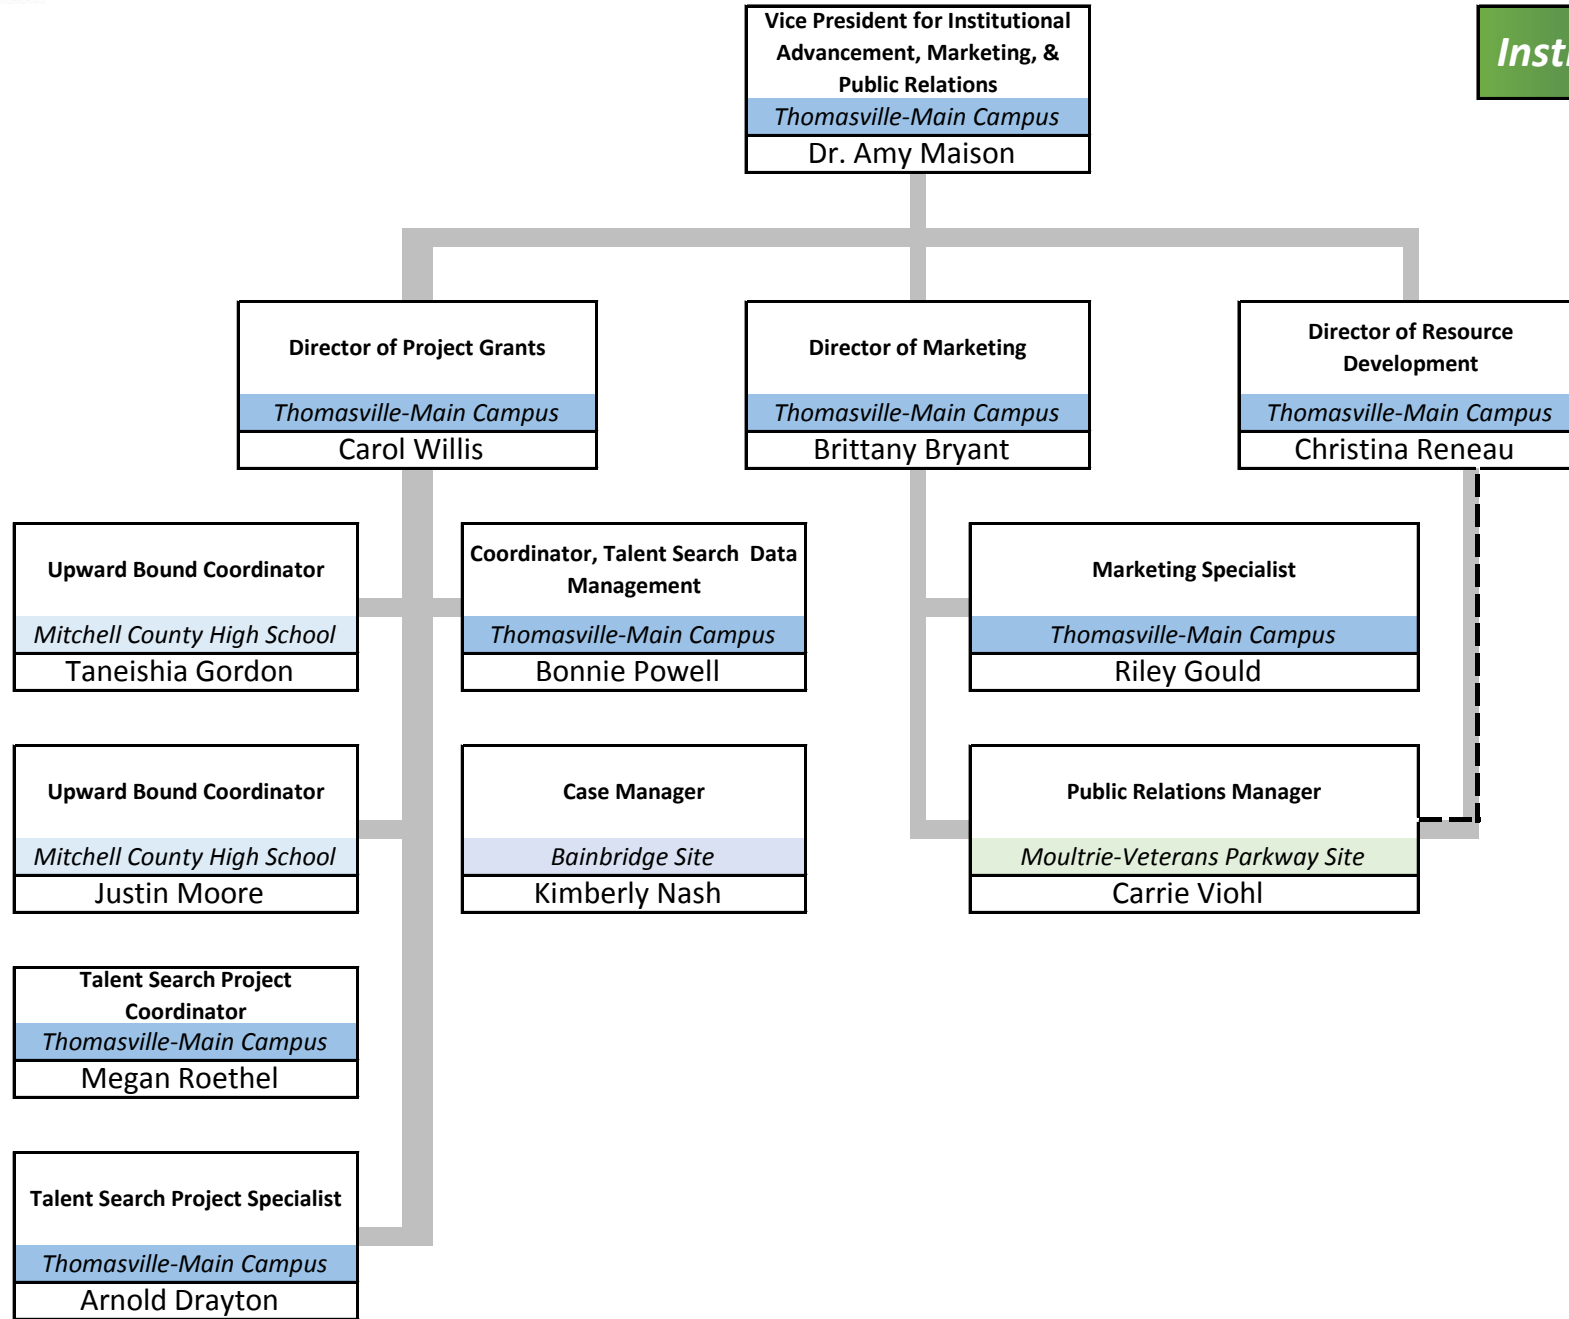 Vice President for Institutional
Advancement, Marketing, &
Public Relations
Thomasville-Main Campus
Dr. Amy Maison
Director of Project Grants
Thomasville-Main Campus
Carol Willis
Director of Marketing
Thomasville-Main Campus
Brittany Bryant
Director of Resource
Development
Thomasville-Main Campus
Christina Reneau
Upward Bound Coordinator
Mitchell County High School
Taneishia Gordon
Coordinator, Talent Search Data
Management
Thomasville-Main Campus
Bonnie Powell
Marketing Specialist
Thomasville-Main Campus
Riley Gould
Upward Bound Coordinator
Mitchell County High School
Justin Moore
Case Manager
Bainbridge Site
Kimberly Nash
Public Relations Manager
Moultrie-Veterans Parkway Site
Carrie Viohl
Talent Search Project
Coordinator
Thomasville-Main Campus
Megan Roethel
Talent Search Project Specialist
Thomasville-Main Campus
Arnold Drayton